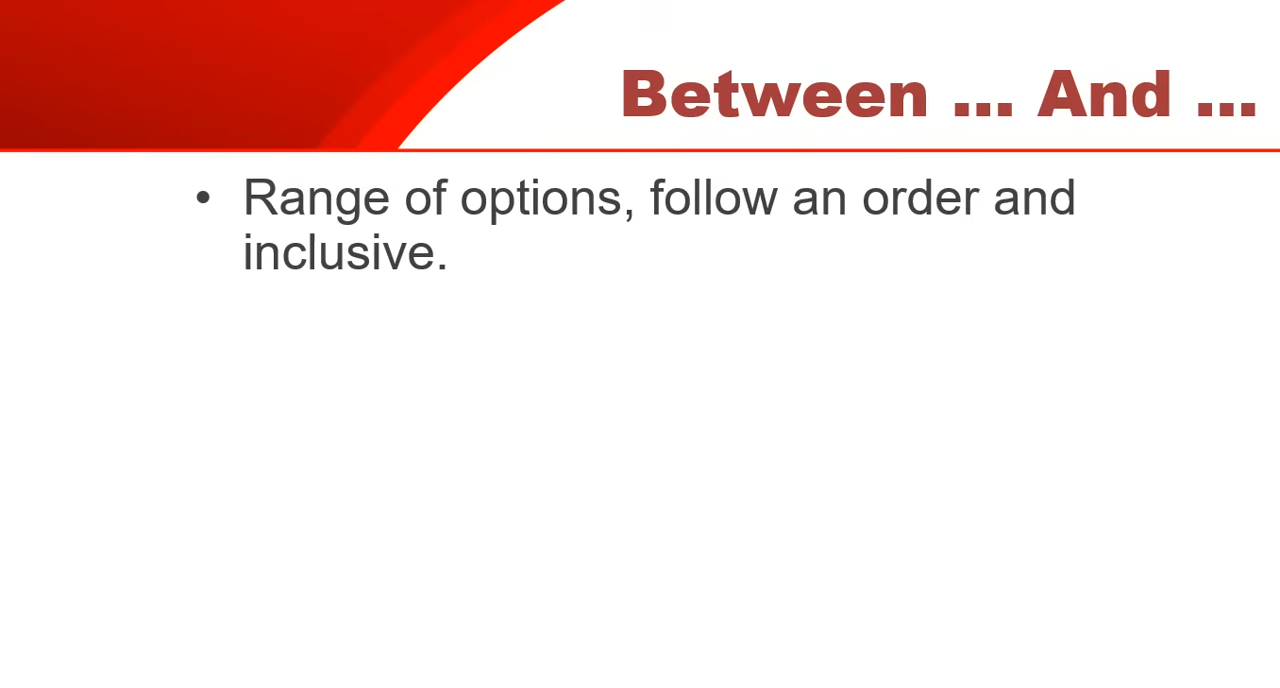 Between ... And ...
• Range of options, follow an order and
inclusive.